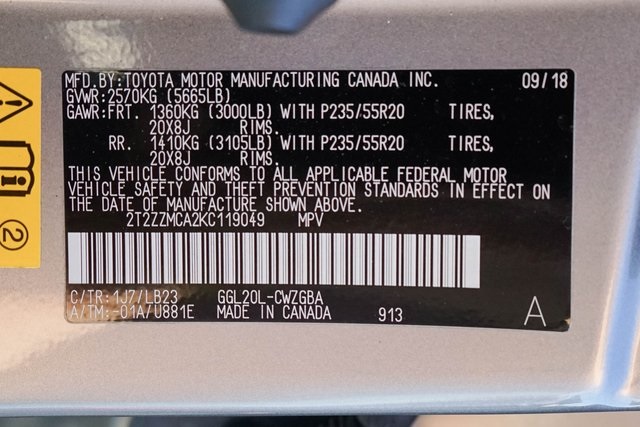 MFD.BY:TOYOTA MOTOR MANUFACTURING CANADA INC. 09/18
GVWR:2570KG (5665LB)
GAWR:FRT. 1360KG (3000LB) WITH P235/55R20 TIRES,
20X8J RIMS.
RR. 1410KG (3105LB) WITH P235/55R20 TIRES,
20X8J RIMS.
THIS VEHICLE CONFORMS TO ALL APPLICABLE FEDERAL MOTOR
VEHICLE SAFETY AND THEFT PREVENTION STANDARDS IN EFFECT ON
THE DATE OF MANUFACTURE SHOWN ABOVE.
2T2ZZMCA2KC119049 MPV
C/TR:1J7/LB23 GGL20L-CWZGBA
A/TM:-01A/U881E MADE IN CANADA 913 A
2